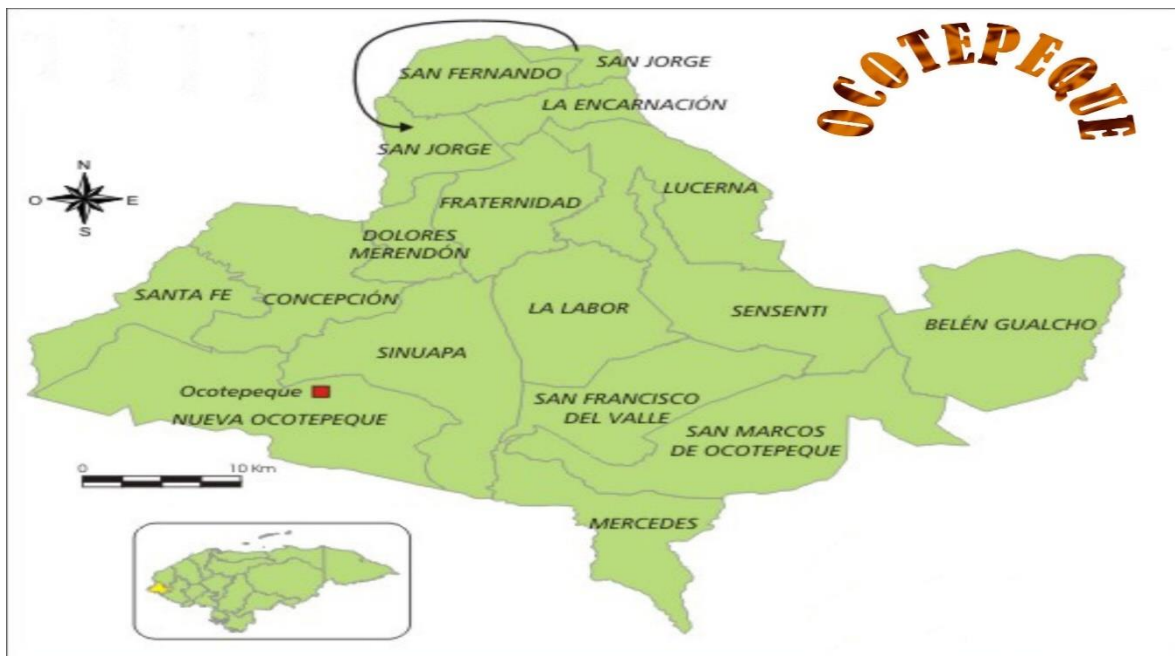 OCOTEPEQUE
SAN FERNANDO
SAN JORGE
LA ENCARNACIÓN
SAN JORGE
N
O
E
S
LUCERNA
FRATERNIDAD
DOLORES
MERENDÓN
SANTA FE
CONCEPCIÓN
LA LABOR
SENSENTI
BELÉN GUALCHO
SINUAPA
Ocotepeque
NUEVA OCOTEPEQUE
SAN FRANCISCO
DEL VALLE
SAN MARCOS
DE OCOTEPEQUE
0 10 Km
MERCEDES